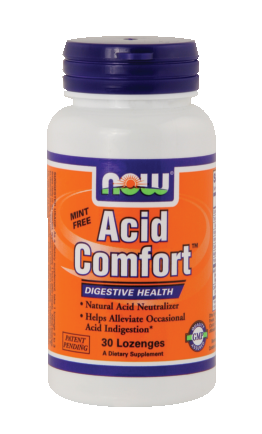 NOW
MINT
FREE
Acid
Comfort™
DIGESTIVE HEALTH
• Natural Acid Neutralizer
• Helps Alleviate Occasional
Acid Indigestion*
PATENT
PENDING
30 Lozenges
A Dietary Supplement
GMP